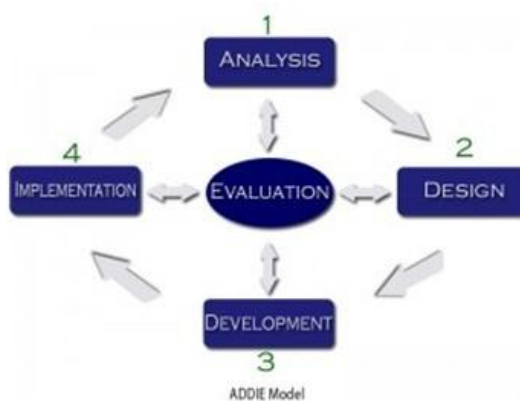 1
ANALYSIS
4
2
IMPLEMENTATION
EVALUATION
DESIGN
DEVELOPMENT
3
ADDIE Model